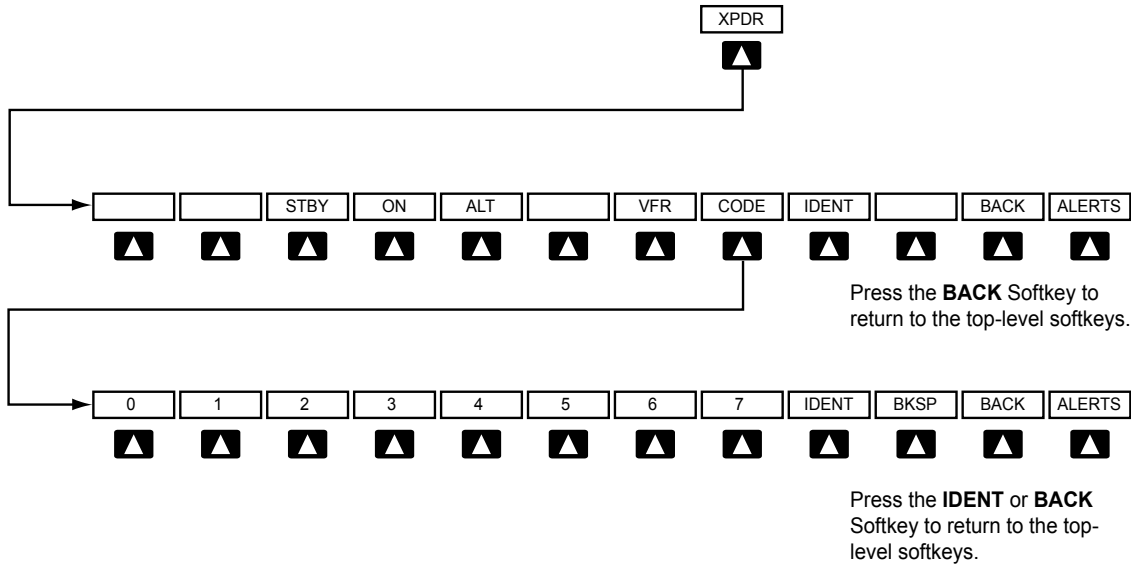 XPDR
STBY ON ALT VFR CODE IDENT BACK ALERTS
Press the BACK Softkey to
return to the top-level softkeys.
0 1 2 3 4 5 6 7 IDENT BKSP BACK ALERTS
Press the IDENT or BACK
Softkey to return to the top-
level softkeys.